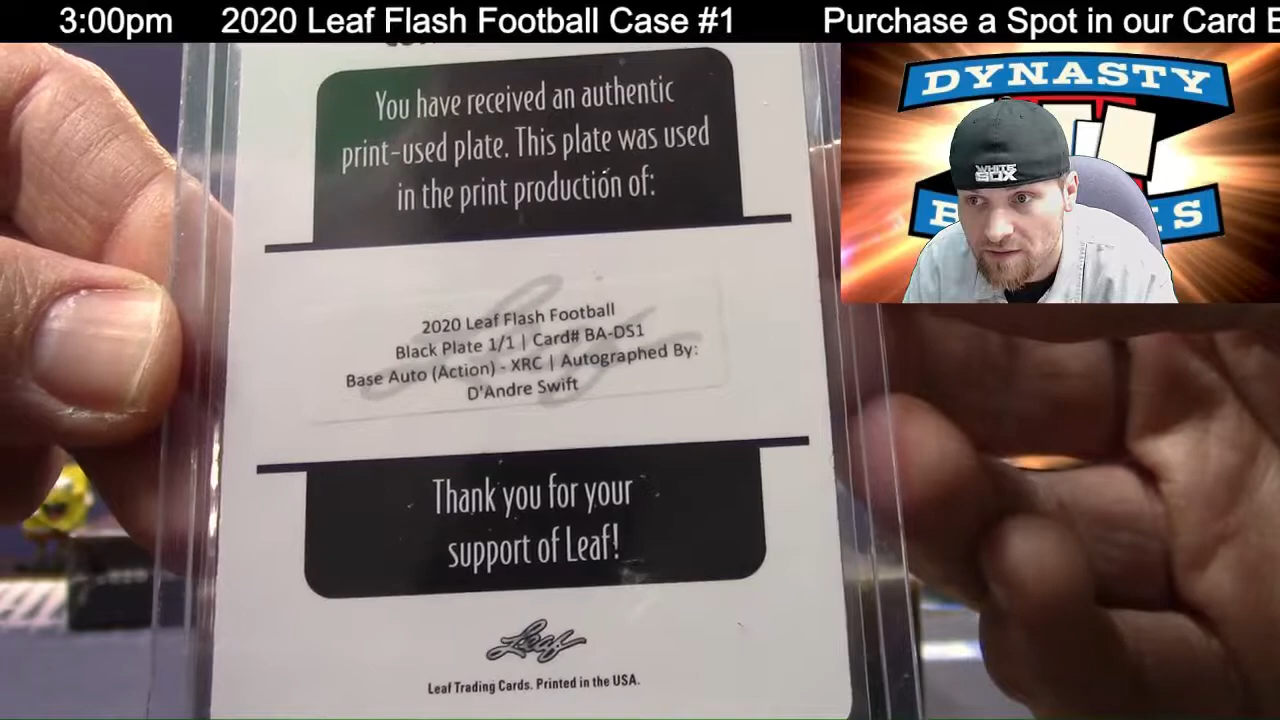 3:00pm 2020 Leaf Flash Football Case #1 Purchase a Spot in our Card
DYNASTY
WHITE
BOX
You have received an authentic
print-used plate. This plate was used
in the print production of:
2020 Leaf Flash Football
Black Plate 1/1 | Card# BA-DS1
Base Auto (Action) - XRC | Autographed By:
D'Andre Swift
Thank you for your
support of Leaf!
Leaf
Leaf Trading Cards. Printed in the USA.